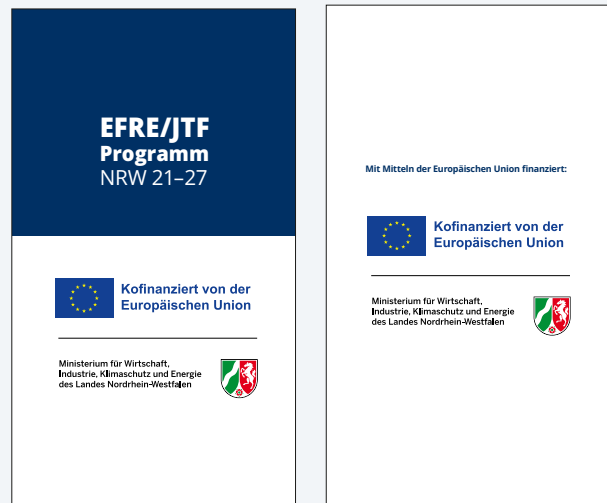 EFRE/JTF
Programm
NRW 21–27
Kofinanziert von der
Europäischen Union
Ministerium für Wirtschaft,
Industrie, Klimaschutz und Energie
des Landes Nordrhein-Westfalen
Mit Mitteln der Europäischen Union finanziert:
Kofinanziert von der
Europäischen Union
Ministerium für Wirtschaft,
Industrie, Klimaschutz und Energie
des Landes Nordrhein-Westfalen